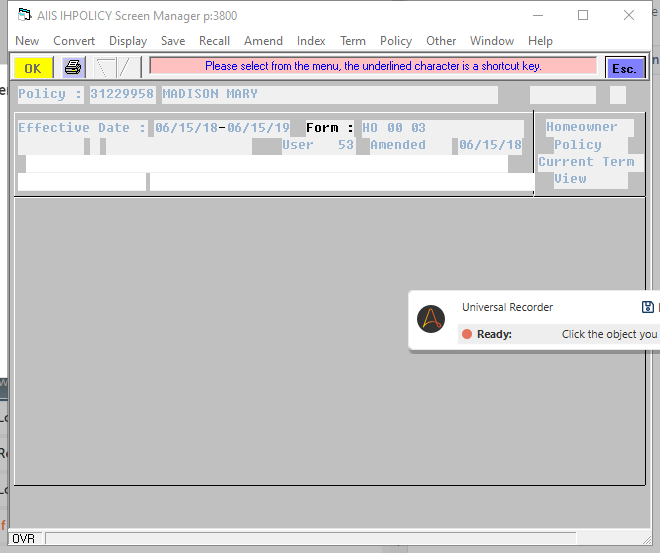 AIIS IHPOLICY Screen Manager p:3800
New Convert Display Save Recall Amend Index Term Policy Other Window Help
OK Please select from the menu, the underlined character is a shortcut key. Esc.
Policy : 31229958 MADISON MARY
Effective Date : 06/15/18-06/15/19 Form : HO 00 03 Homeowner
User 53 Amended 06/15/18 Policy
Current Term
View
Universal Recorder
Ready: Click the object you
OVR